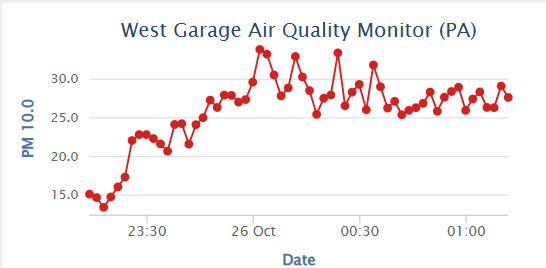 West Garage Air Quality Monitor (PA)
PM 10.0
30.0
25.0
20.0
15.0
23:30 26 Oct 00:30 01:00
Date